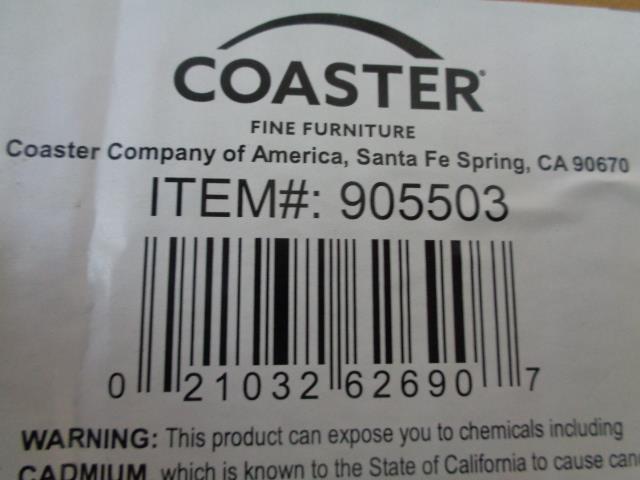 COASTER®
FINE FURNITURE
Coaster Company of America, Santa Fe Spring, CA 90670
ITEM#: 905503
0 21032 62690 7
WARNING: This product can expose you to chemicals including
CADMIUM, which is known to the State of California to cause